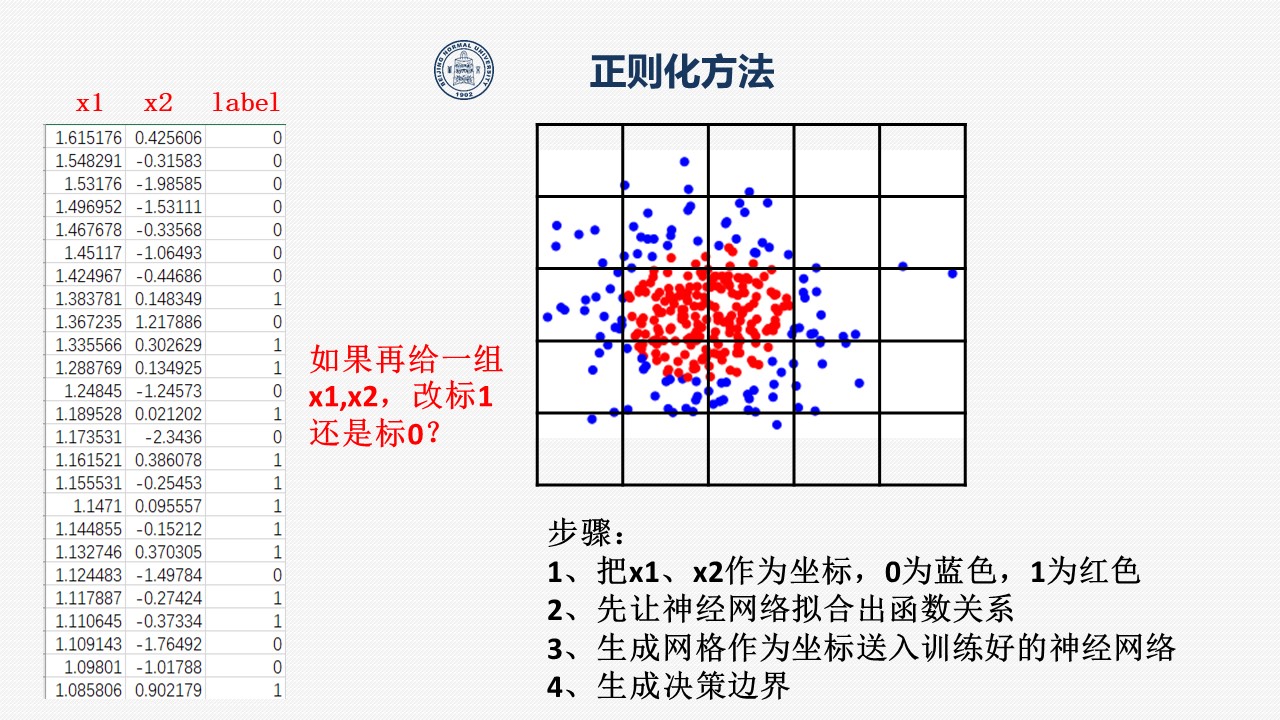 BEIJING NORMAL UNIVERSITY
1902
正则化方法
x1 x2 label
1.615176 0.425606 0
1.548291 -0.31583 0
1.53176 -1.98585 0
1.496952 -1.53111 0
1.467678 -0.33568 0
1.45117 -1.06493 0
1.424967 -0.44686 0
1.383781 0.148349 1
1.367235 1.217886 0
1.335566 0.302629 1
1.288769 0.134925 1
1.24845 -1.24573 0
1.189528 0.021202 1
1.173531 -2.3436 0
1.161521 0.386078 1
1.155531 -0.25453 1
1.1471 0.095557 1
1.144855 -0.15212 1
1.132746 0.370305 1
1.124483 -1.49784 0
1.117887 -0.27424 1
1.110645 -0.37334 1
1.109143 -1.76492 0
1.09801 -1.01788 0
1.085806 0.902179 1
如果再给一组
x1,x2，改标1
还是标0？
步骤：
1、把x1、x2作为坐标，0为蓝色，1为红色
2、先让神经网络拟合出函数关系
3、生成网格作为坐标送入训练好的神经网络
4、生成决策边界